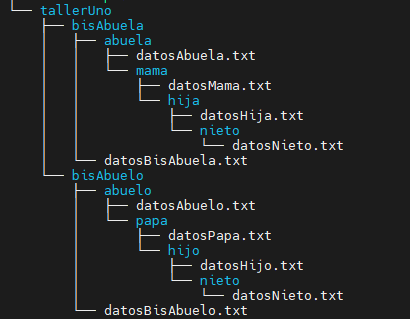 └── tallerUno
    ├── bisAbuela
    │   ├── abuela
    │   │   ├── datosAbuela.txt
    │   │   └── mama
    │   │       ├── datosMama.txt
    │   │       └── hija
    │   │           ├── datosHija.txt
    │   │           └── nieto
    │   │               └── datosNieto.txt
    │   └── datosBisAbuela.txt
    └── bisAbuelo
        ├── abuelo
        │   ├── datosAbuelo.txt
        │   └── papa
        │       ├── datosPapa.txt
        │       └── hijo
        │           ├── datosHijo.txt
        │           └── nieto
        │               └── datosNieto.txt
        └── datosBisAbuelo.txt